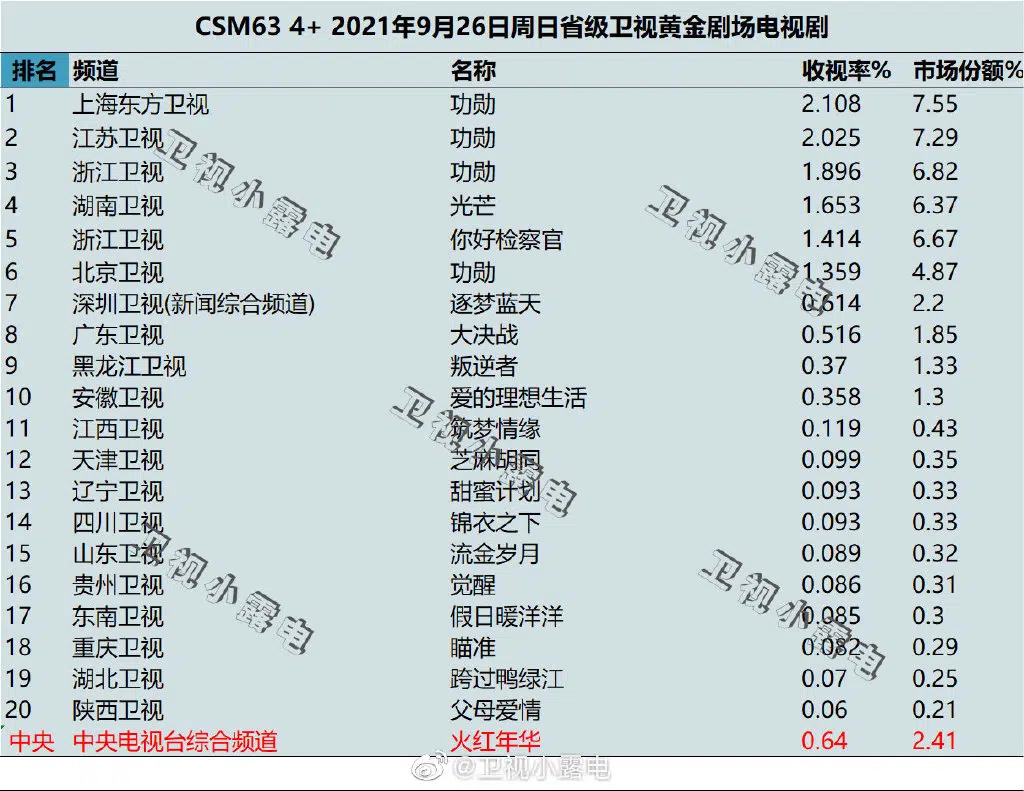 CSM63 4+ 2021年9月26日周日省级卫视黄金剧场电视剧
排名 频道 名称 收视率% 市场份额%
1 上海东方卫视 功勋 2.108 7.55
2 江苏卫视 功勋 2.025 7.29
3 浙江卫视 功勋 1.896 6.82
4 湖南卫视 光芒 1.653 6.37
5 浙江卫视 你好检察官 1.414 6.67
6 北京卫视 功勋 1.359 4.87
7 深圳卫视(新闻综合频道) 逐梦蓝天 0.614 2.2
8 广东卫视 大决战 0.516 1.85
9 黑龙江卫视 叛逆者 0.37 1.33
10 安徽卫视 爱的理想生活 0.358 1.3
11 江西卫视 筑梦情缘 0.119 0.43
12 天津卫视 芝麻胡同 0.099 0.35
13 辽宁卫视 甜蜜计划 0.093 0.33
14 四川卫视 锦衣之下 0.093 0.33
15 山东卫视 流金岁月 0.089 0.32
16 贵州卫视 觉醒 0.086 0.31
17 东南卫视 假日暖洋洋 0.085 0.3
18 重庆卫视 瞄准 0.082 0.29
19 湖北卫视 跨过鸭绿江 0.07 0.25
20 陕西卫视 父母爱情 0.06 0.21
中央 中央电视台综合频道 火红年华 0.64 2.41
卫视小露电
卫视小露电
卫视小露电
卫视小露电
卫视小露电
@卫视小露电